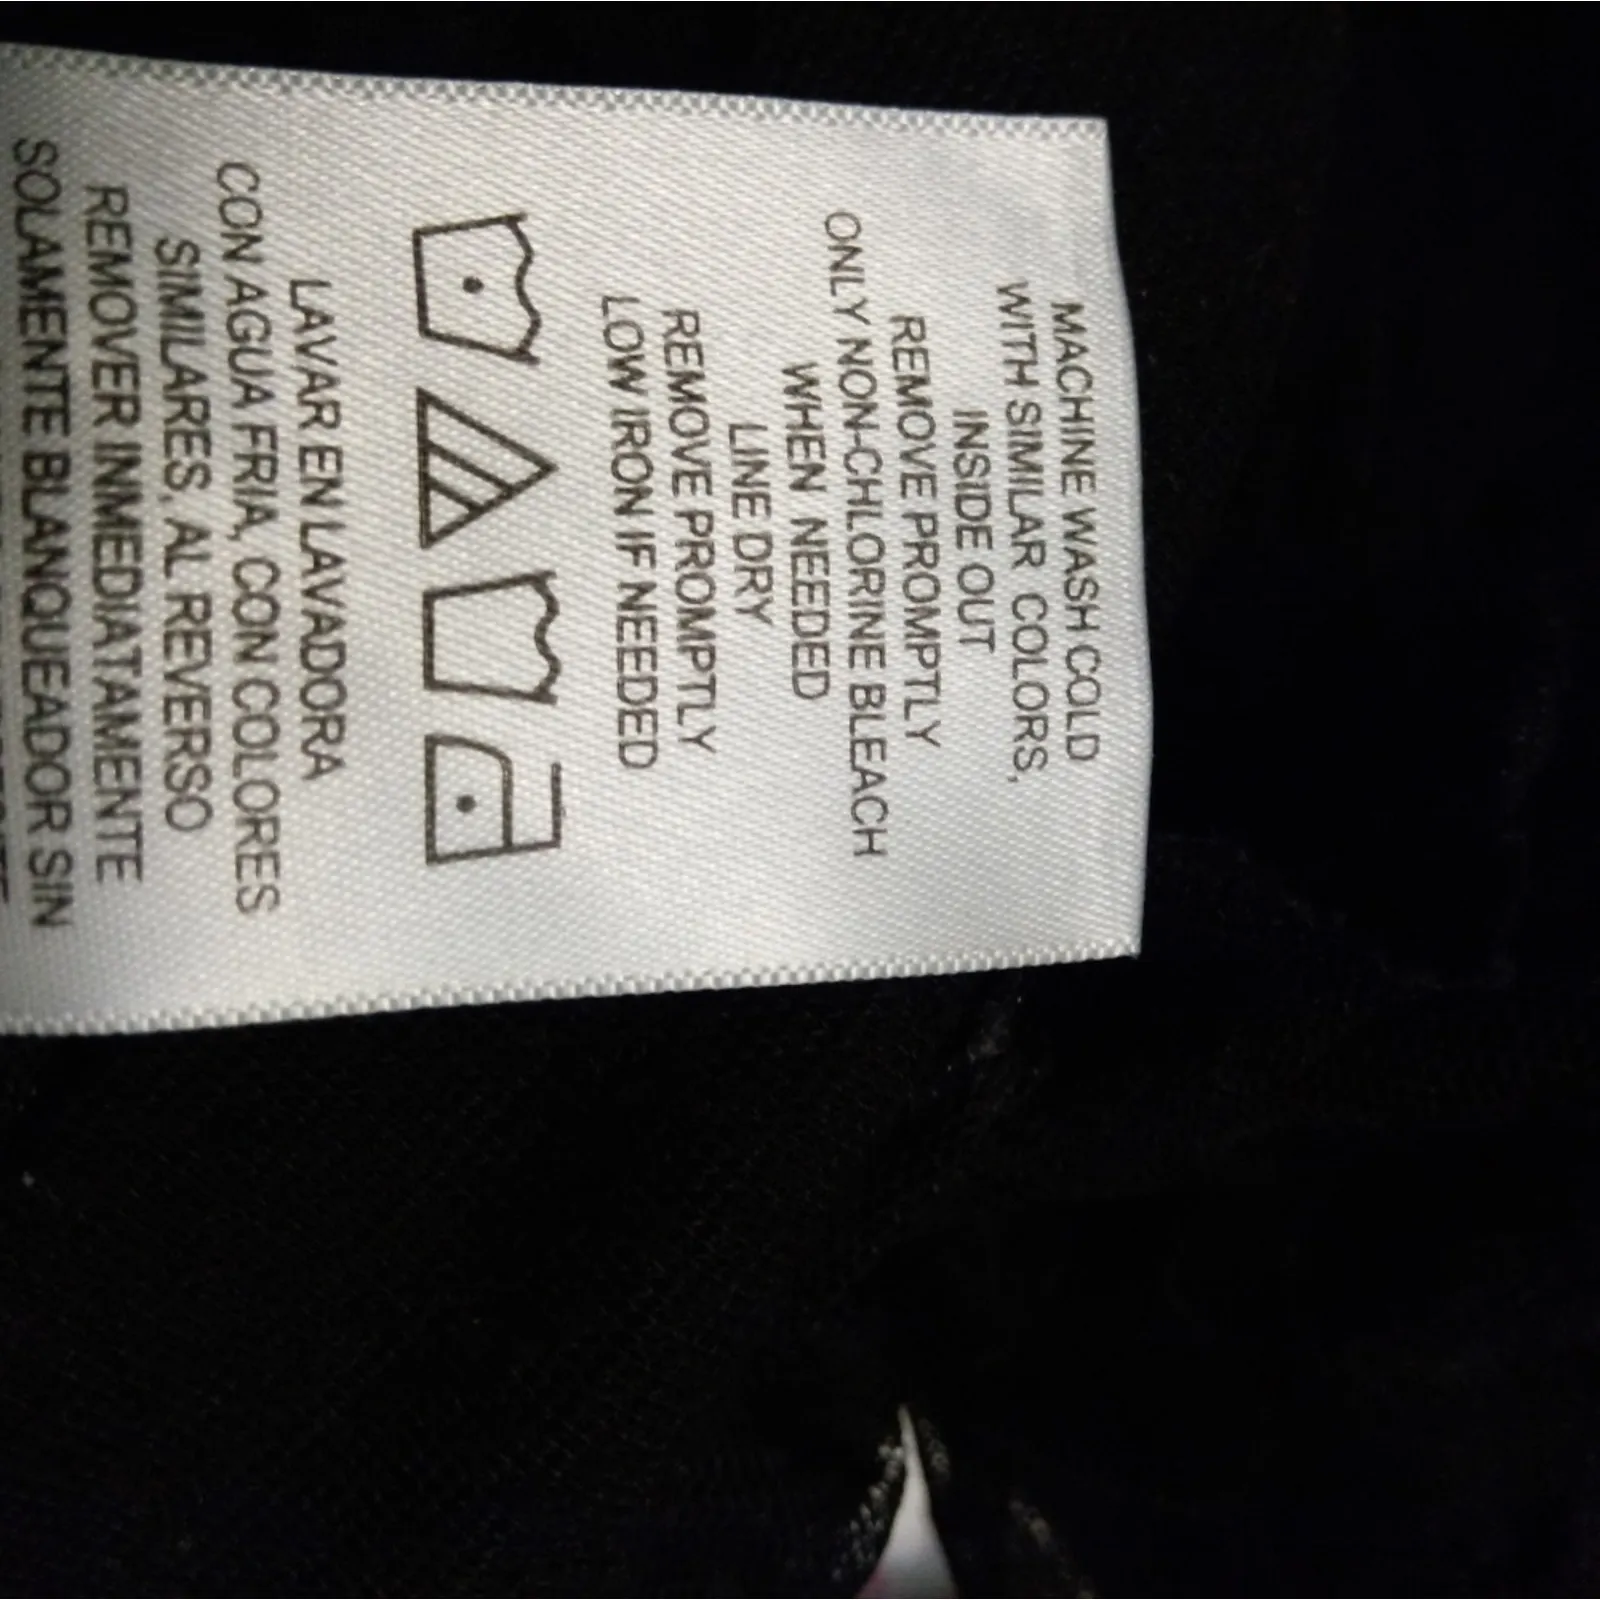 MACHINE WASH COLD
WITH SIMILAR COLORS,
INSIDE OUT
REMOVE PROMPTLY
ONLY NON-CHLORINE BLEACH
WHEN NEEDED
LINE DRY
REMOVE PROMPTLY
LOW IRON IF NEEDED
LAVAR EN LAVADORA
CON AGUA FRIA, CON COLORES
SIMILARES, AL REVERSO
REMOVER INMEDIATAMENTE
SOLAMENTE BLANQUEADOR SIN